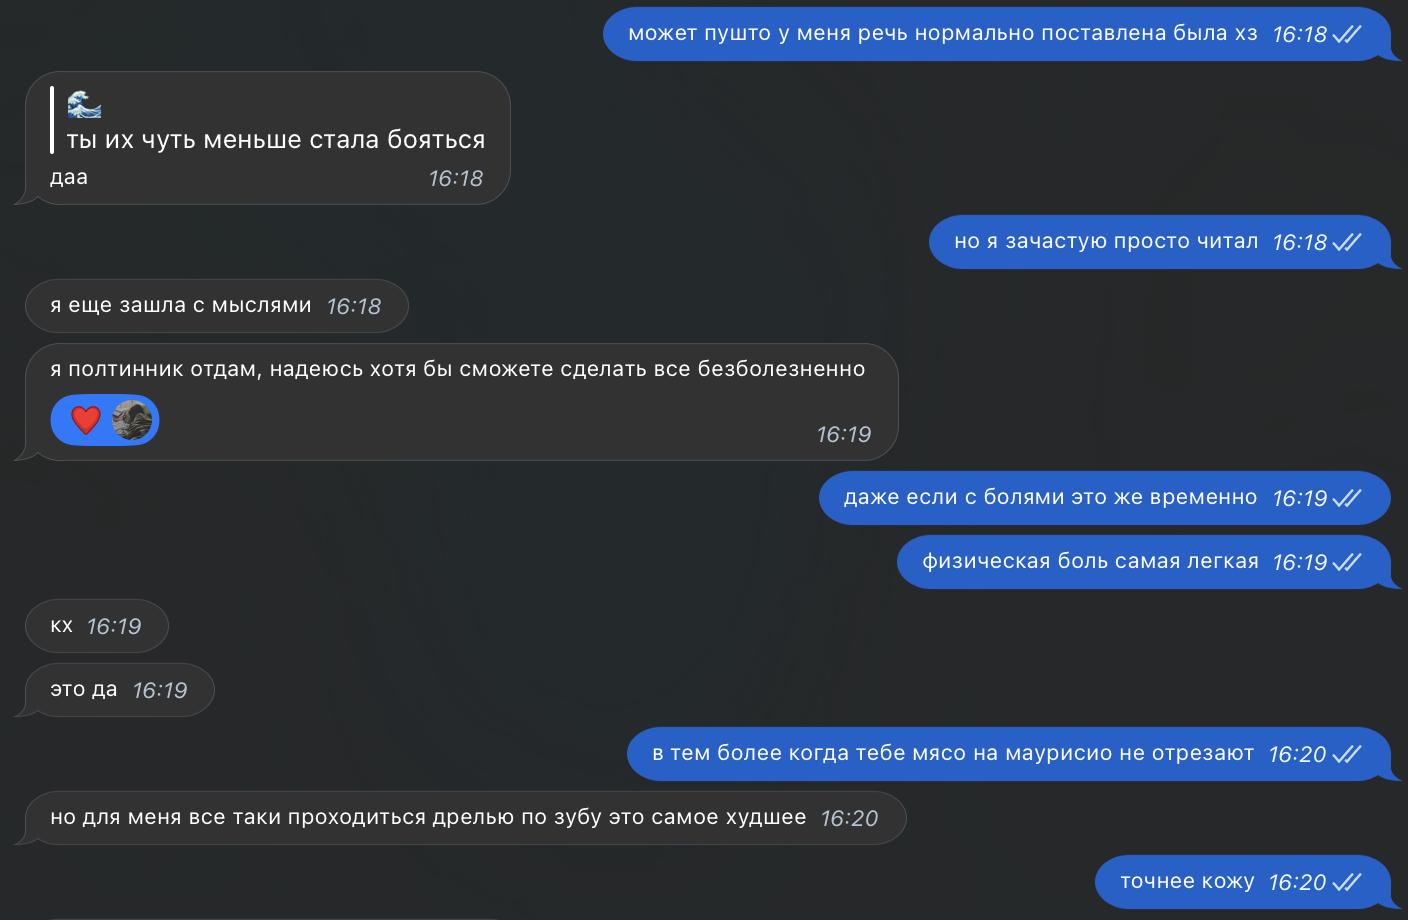 может пушто у меня речь нормально поставлена была хз 16:18
🌊
ты их чуть меньше стала бояться
даа 16:18
но я зачастую просто читал 16:18
я еще зашла с мыслями 16:18
я полтинник отдам, надеюсь хотя бы сможете сделать все безболезненно
❤️
16:19
даже если с болями это же временно 16:19
физическая боль самая легкая 16:19
кх 16:19
это да 16:19
в тем более когда тебе мясо на маурисио не отрезают 16:20
но для меня все таки проходиться дрелью по зубу это самое худшее 16:20
точнее кожу 16:20